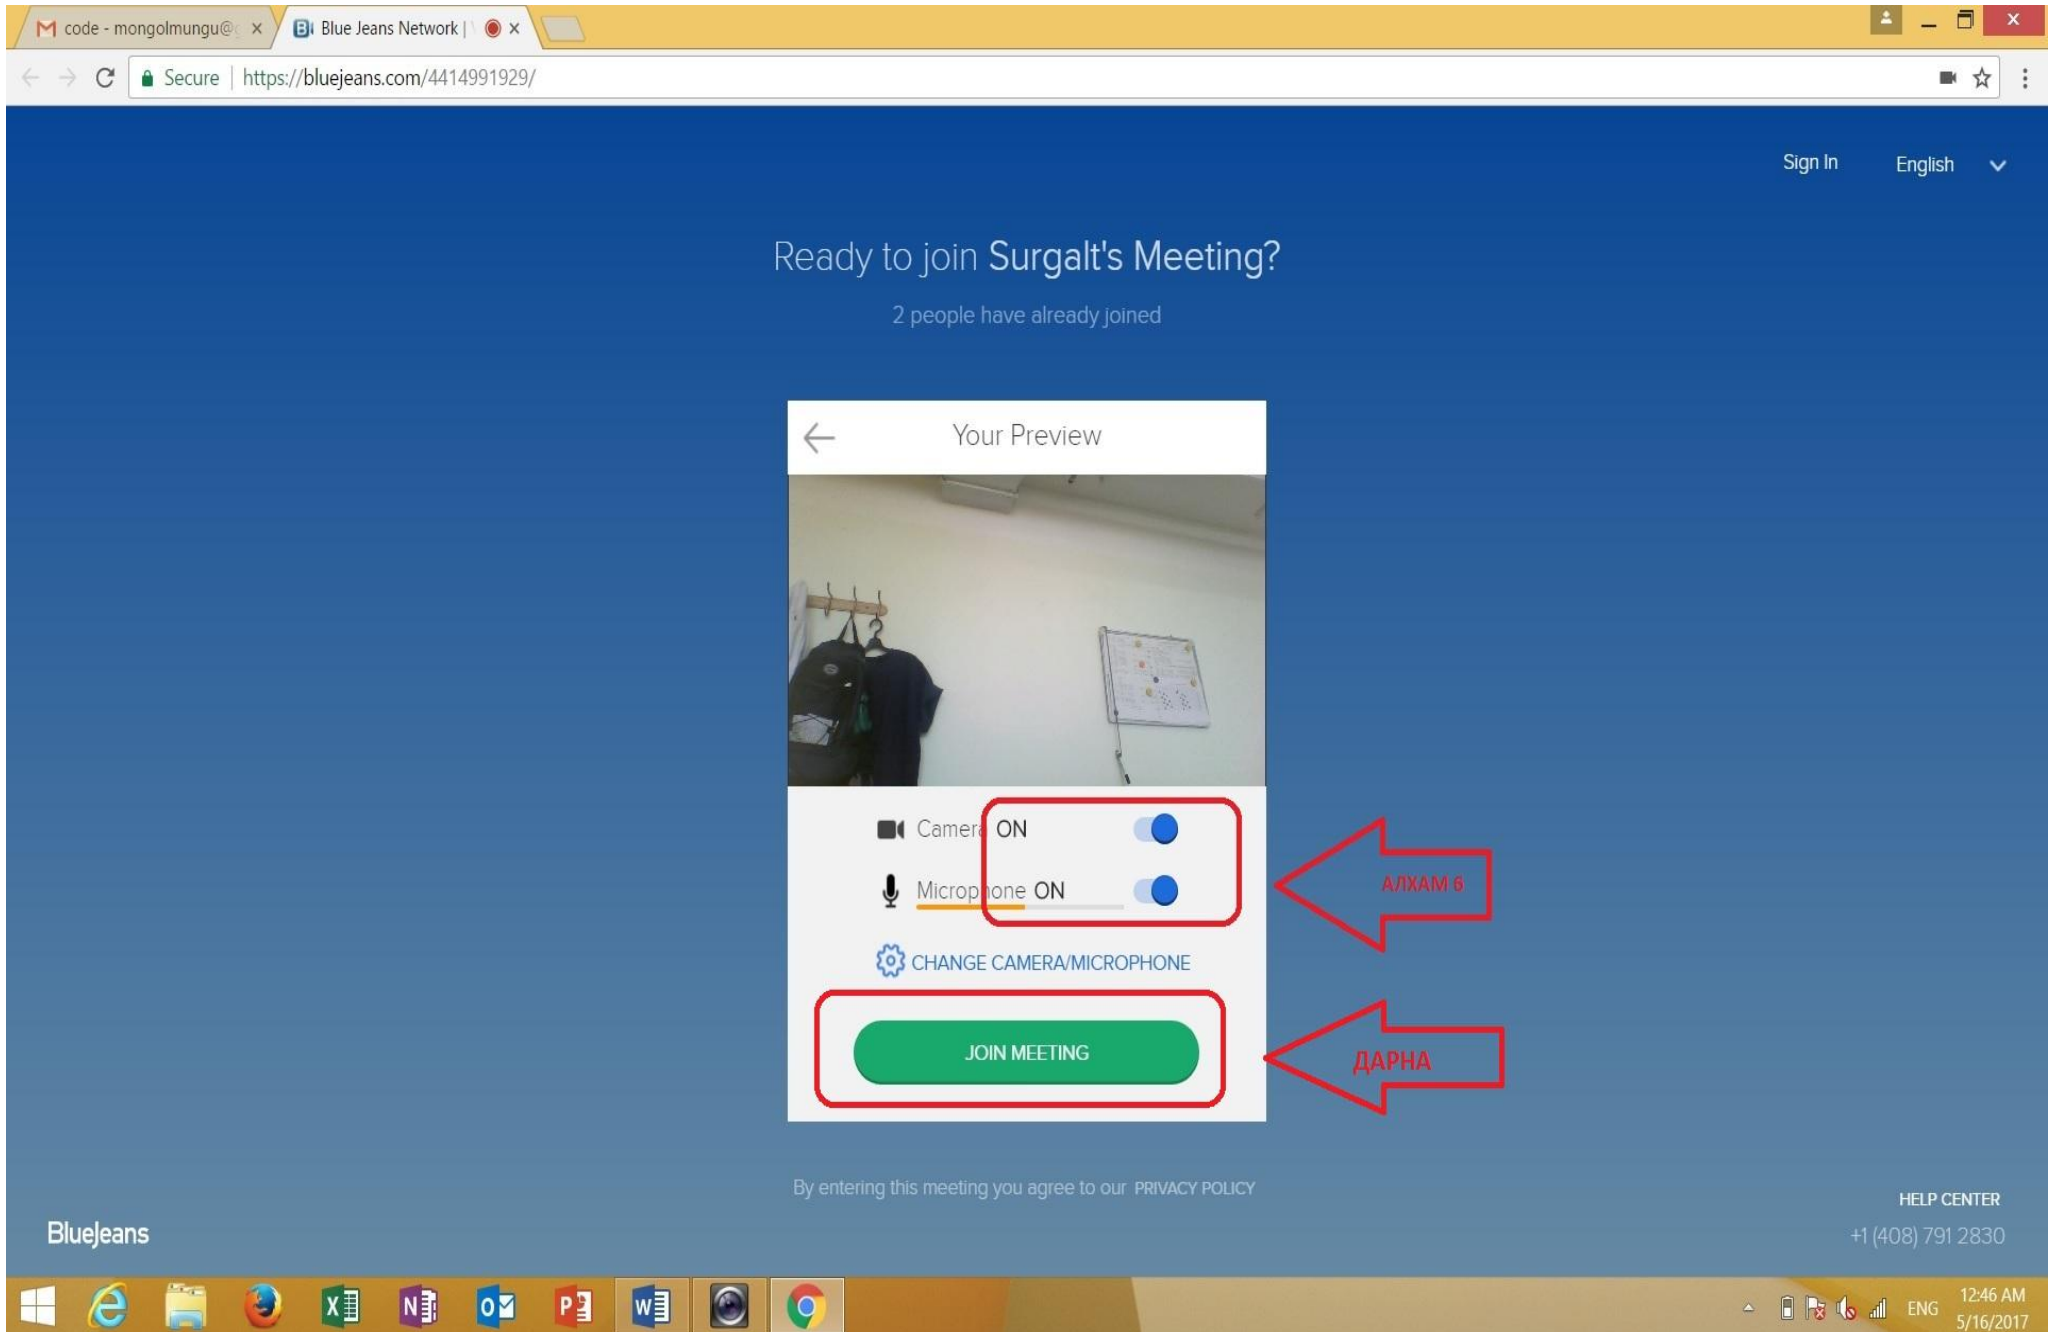 code - mongolmungu@
Blue Jeans Network |
Secure | https://bluejeans.com/4414991929/
Sign In English
Ready to join Surgalt's Meeting?
2 people have already joined
Your Preview
Camera ON
АЛХАМ 6
Microphone ON
CHANGE CAMERA/MICROPHONE
JOIN MEETING
ДАРНА
By entering this meeting you agree to our PRIVACY POLICY
HELP CENTER
BlueJeans
+1 (408) 791 2830
ENG
12:46 AM
5/16/2017